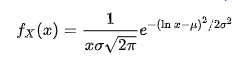 f_X(x) = \frac{1}{x\sigma\sqrt{2\pi}} e^{-(\ln x - \mu)^2 / 2\sigma^2}